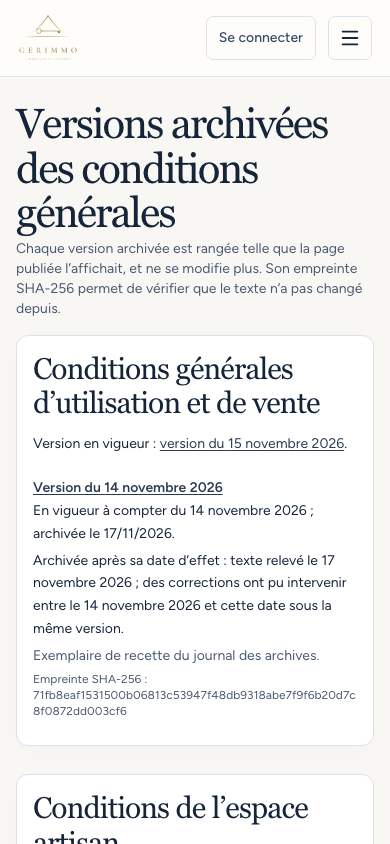 GERIMMO
Se connecter
Versions archivées
des conditions
générales
Chaque version archivée est rangée telle que la page
publiée l’affichait, et ne se modifie plus. Son empreinte
SHA-256 permet de vérifier que le texte n’a pas changé
depuis.
Conditions générales
d’utilisation et de vente
Version en vigueur : version du 15 novembre 2026.
Version du 14 novembre 2026
En vigueur à compter du 14 novembre 2026 ;
archivée le 17/11/2026.
Archivée après sa date d’effet : texte relevé le 17
novembre 2026 ; des corrections ont pu intervenir
entre le 14 novembre 2026 et cette date sous la
même version.
Exemplaire de recette du journal des archives.
Empreinte SHA-256 :
71fb8eaf1531500b06813c53947f48db9318abe7f9f6b20d7c
8f0872dd003cf6
Conditions de l’espace
artisan